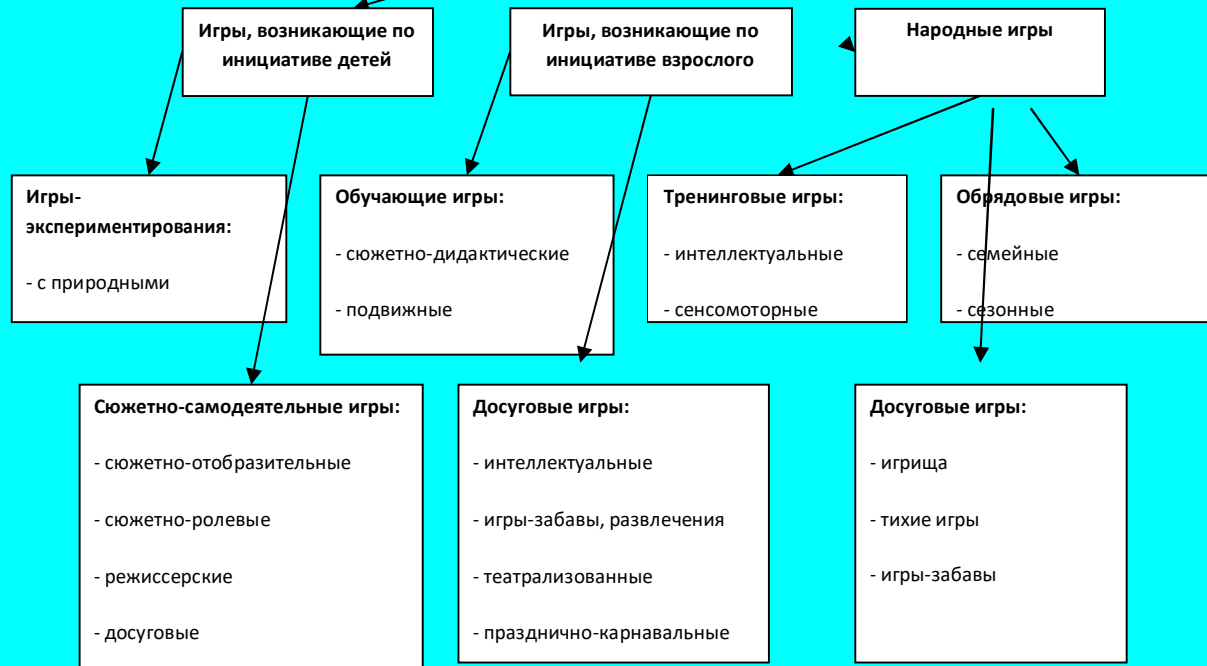 Игры, возникающие по
инициативе детей
Игры, возникающие по
инициативе взрослого
Народные игры
Игры-
экспериментирования:
- с природными
Обучающие игры:
- сюжетно-дидактические
- подвижные
Тренинговые игры:
- интеллектуальные
- сенсомоторные
Обрядовые игры:
- семейные
- сезонные
Сюжетно-самодеятельные игры:
- сюжетно-отобразительные
- сюжетно-ролевые
- режиссерские
- досуговые
Досуговые игры:
- интеллектуальные
- игры-забавы, развлечения
- театрализованные
- празднично-карнавальные
Досуговые игры:
- игрища
- тихие игры
- игры-забавы